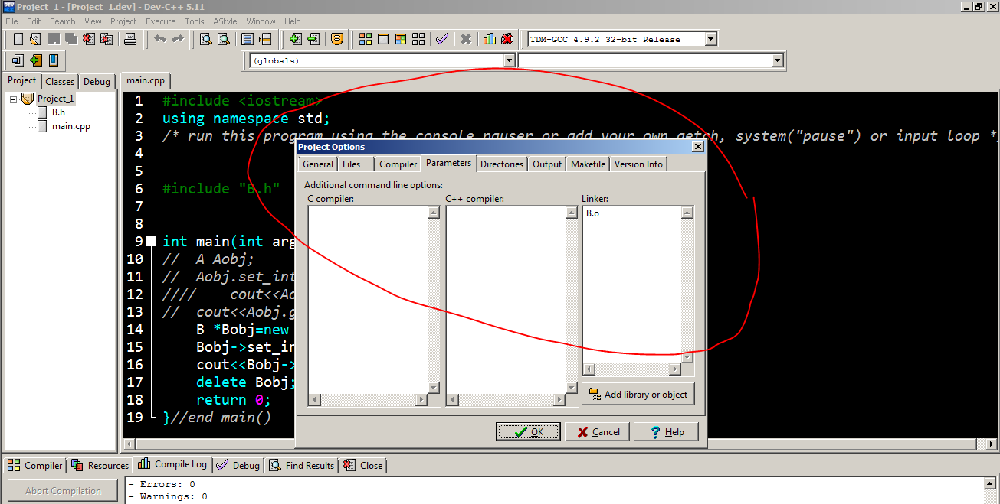 Project_1 - [Project_1.dev] - Dev-C++ 5.11
File Edit Search View Project Execute Tools AStyle Window Help
TDM-GCC 4.9.2 32-bit Release
(globals)
Project Classes Debug
main.cpp
Project_1
B.h
main.cpp
1 #include <iostream>
2 using namespace std;
3 /* run this program using the console pauser or add your own getch, system("pause") or input loop *
4
5
6 #include "B.h"
7
8
9 int main(int arg
10 // A Aobj;
11 // Aobj.set_int
12 //// cout<<Ao
13 // cout<<Aobj.g
14 B *Bobj=new
15 Bobj->set_in
16 cout<<Bobj->
17 delete Bobj;
18 return 0;
19 }//end main()
Project Options
General Files Compiler Parameters Directories Output Makefile Version Info
Additional command line options:
C compiler: C++ compiler: Linker:
B.o
Add library or object
OK Cancel Help
Compiler Resources Compile Log Debug Find Results Close
Abort Compilation
- Errors: 0
- Warnings: 0